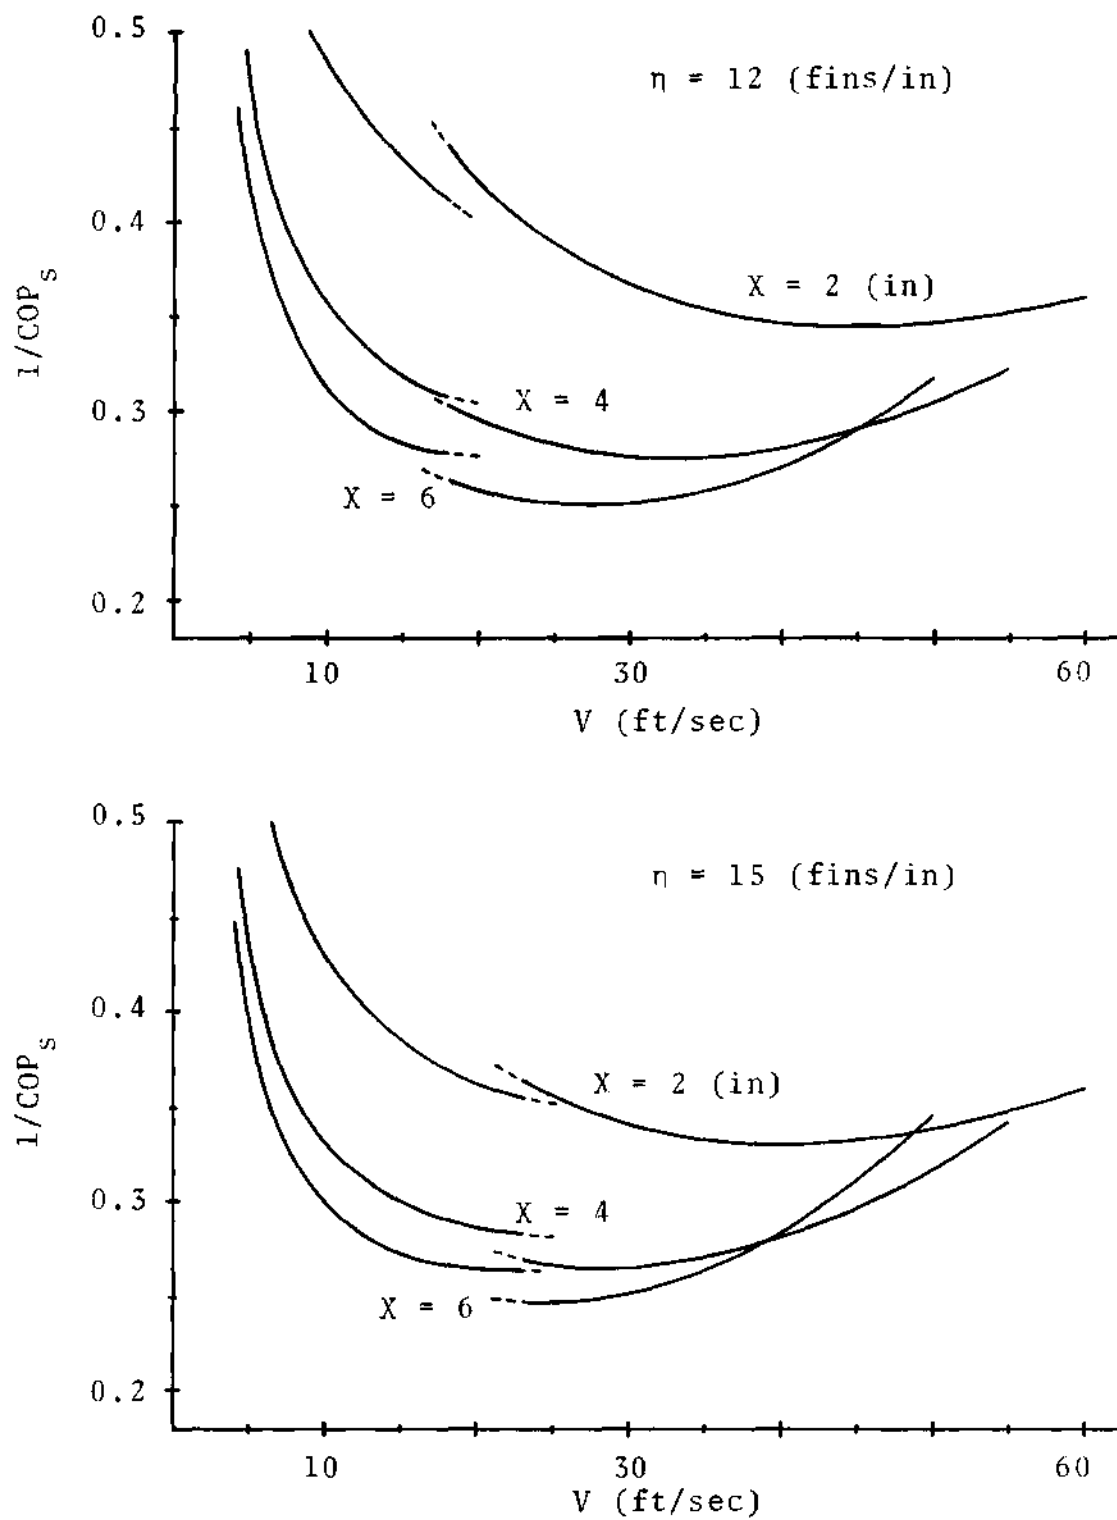 0.5
η = 12 (fins/in)
0.4
1/COPs
X = 2 (in)
X = 4
0.3
X = 6
0.2
10 30 60
V (ft/sec)
0.5
η = 15 (fins/in)
0.4
1/COPs
X = 2 (in)
0.3
X = 4
X = 6
0.2
10 30 60
V (ft/sec)